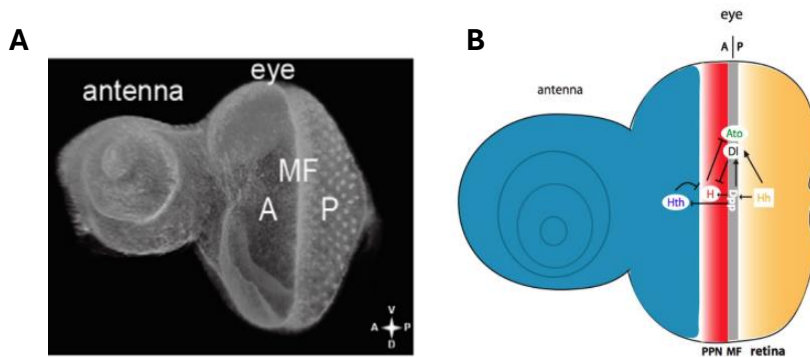 A
antenna
eye
MF
A
P
V
A P
D
B
eye
A P
antenna
Ato
Dl
Hth
H
Dpp
Hh
PPN MF retina